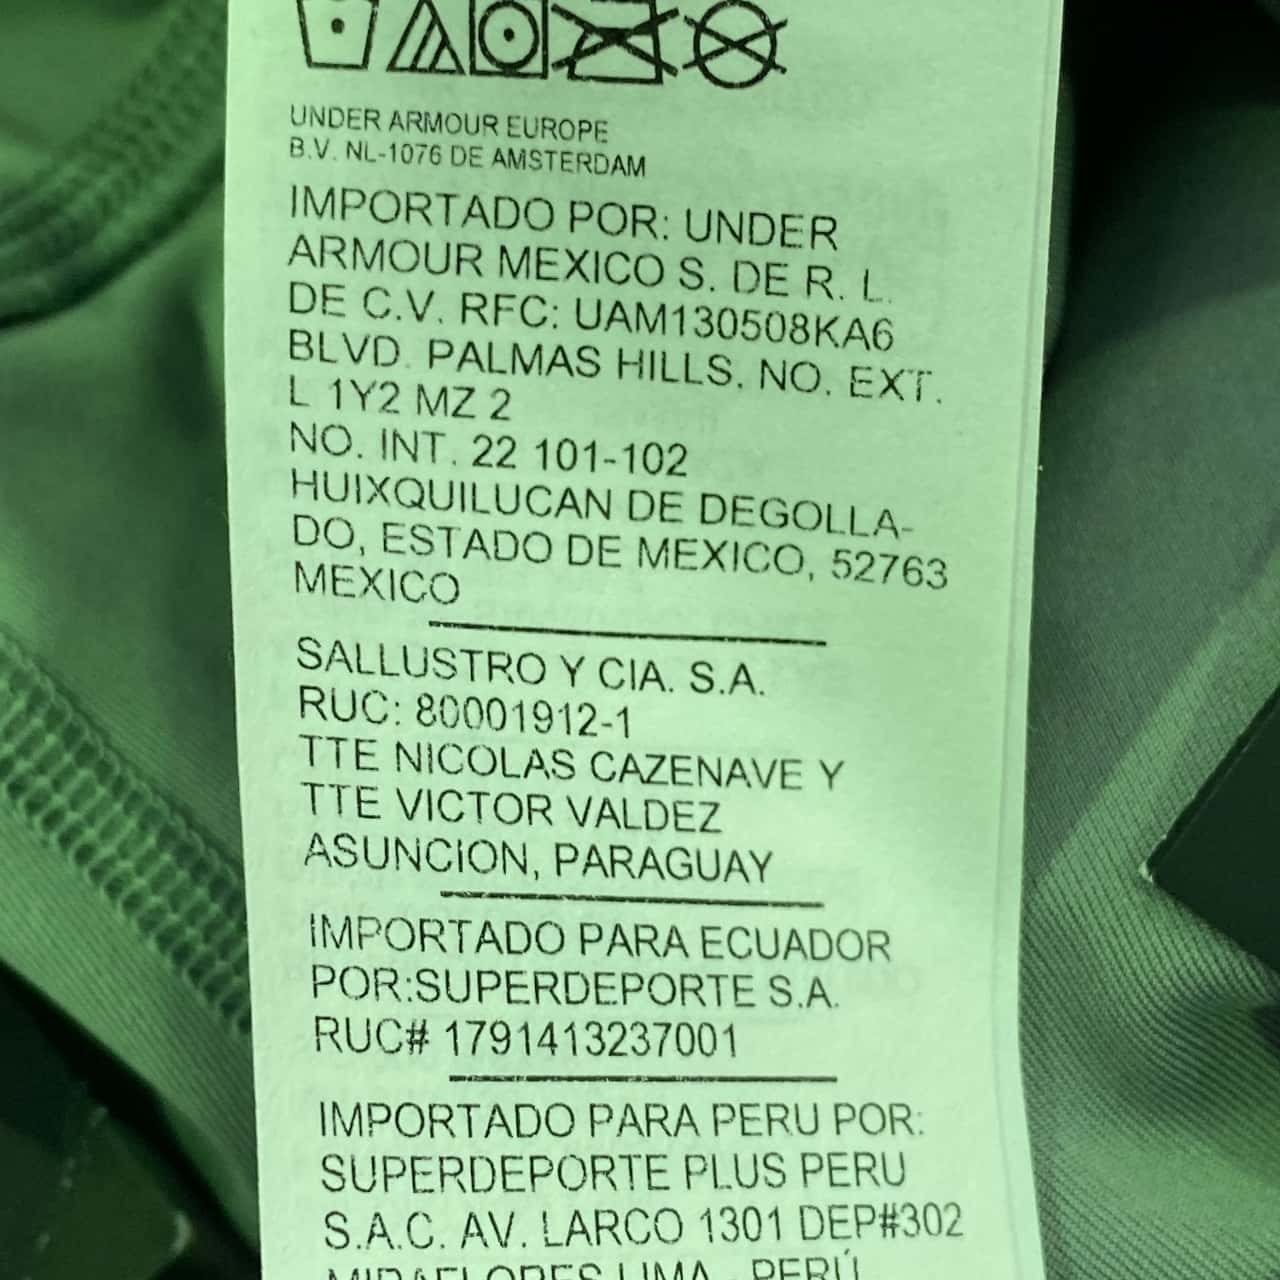 UNDER ARMOUR EUROPE
B.V. NL-1076 DE AMSTERDAM
IMPORTADO POR: UNDER
ARMOUR MEXICO S. DE R. L.
DE C.V. RFC: UAM130508KA6
BLVD. PALMAS HILLS. NO. EXT.
L 1Y2 MZ 2
NO. INT. 22 101-102
HUIXQUILUCAN DE DEGOLLA-
DO, ESTADO DE MEXICO, 52763
MEXICO
SALLUSTRO Y CIA. S.A.
RUC: 80001912-1
TTE NICOLAS CAZENAVE Y
TTE VICTOR VALDEZ
ASUNCION, PARAGUAY
IMPORTADO PARA ECUADOR
POR:SUPERDEPORTE S.A.
RUC# 1791413237001
IMPORTADO PARA PERU POR:
SUPERDEPORTE PLUS PERU
S.A.C. AV. LARCO 1301 DEP#302
MIRAFLORES LIMA - PERÚ